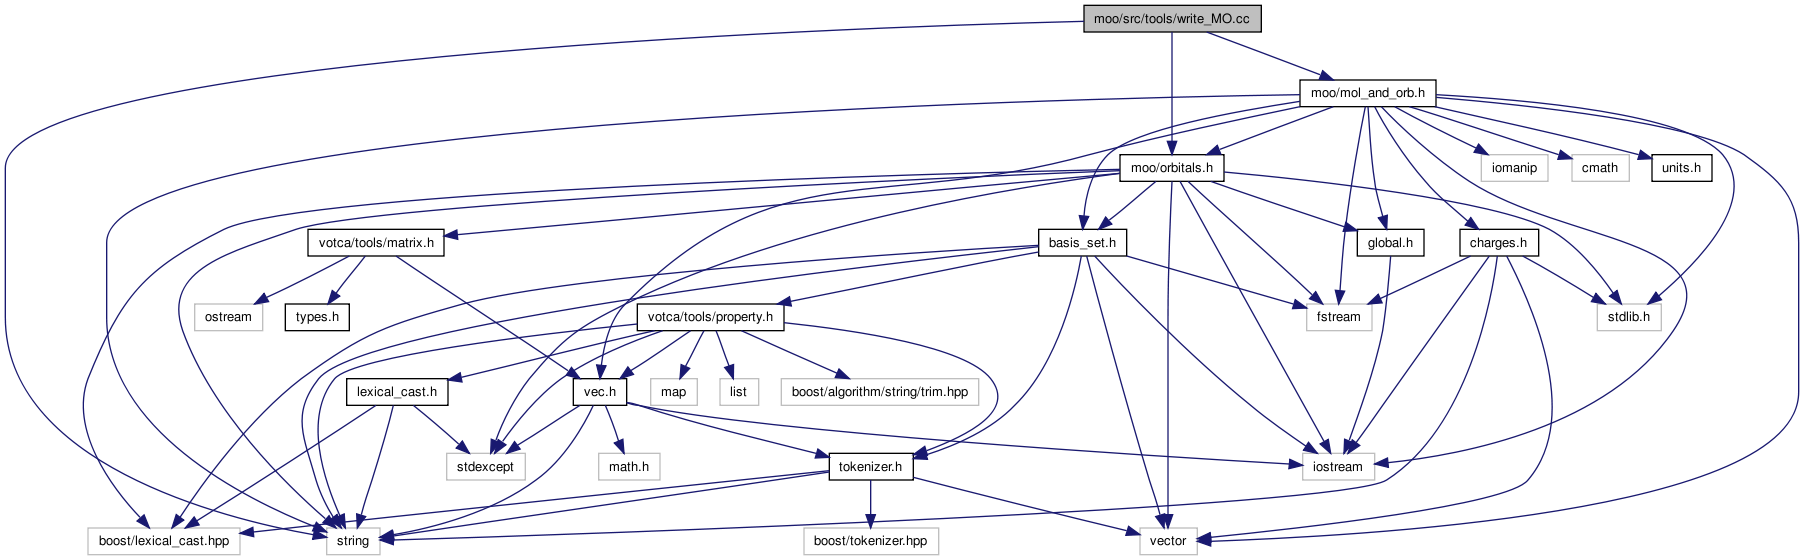 moo/src/tools/write_MO.cc
moo/mol_and_orb.h
moo/orbitals.h
iomanip
cmath
units.h
votca/tools/matrix.h
basis_set.h
global.h
charges.h
ostream
types.h
votca/tools/property.h
fstream
stdlib.h
lexical_cast.h
vec.h
map
list
boost/algorithm/string/trim.hpp
stdexcept
math.h
tokenizer.h
iostream
boost/lexical_cast.hpp
string
boost/tokenizer.hpp
vector